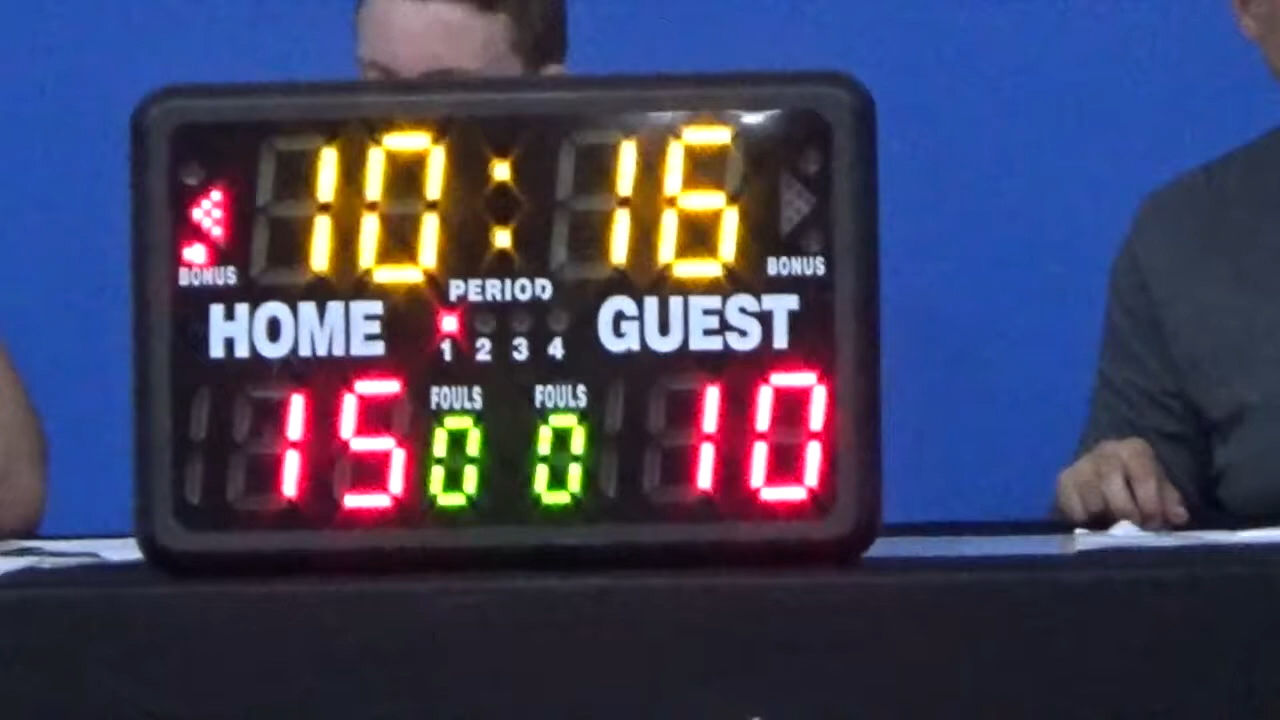 10:16
BONUS BONUS
PERIOD
HOME GUEST
1 2 3 4
FOULS FOULS
15 0 0 10